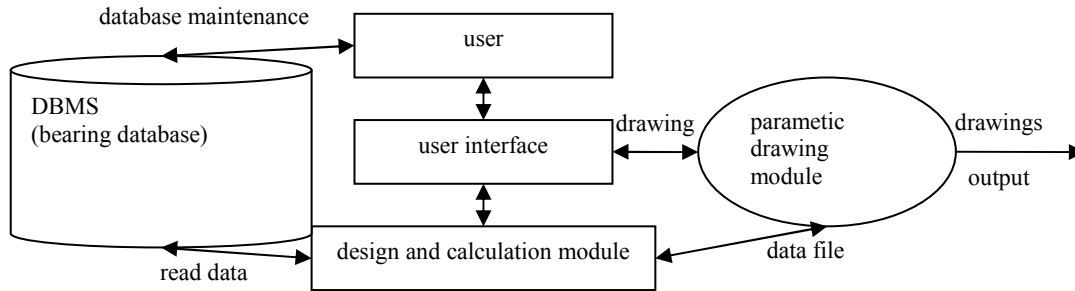 database maintenance
user
DBMS
(bearing database)
user interface
drawing
parametic
drawing
module
drawings
output
design and calculation module
read data
data file